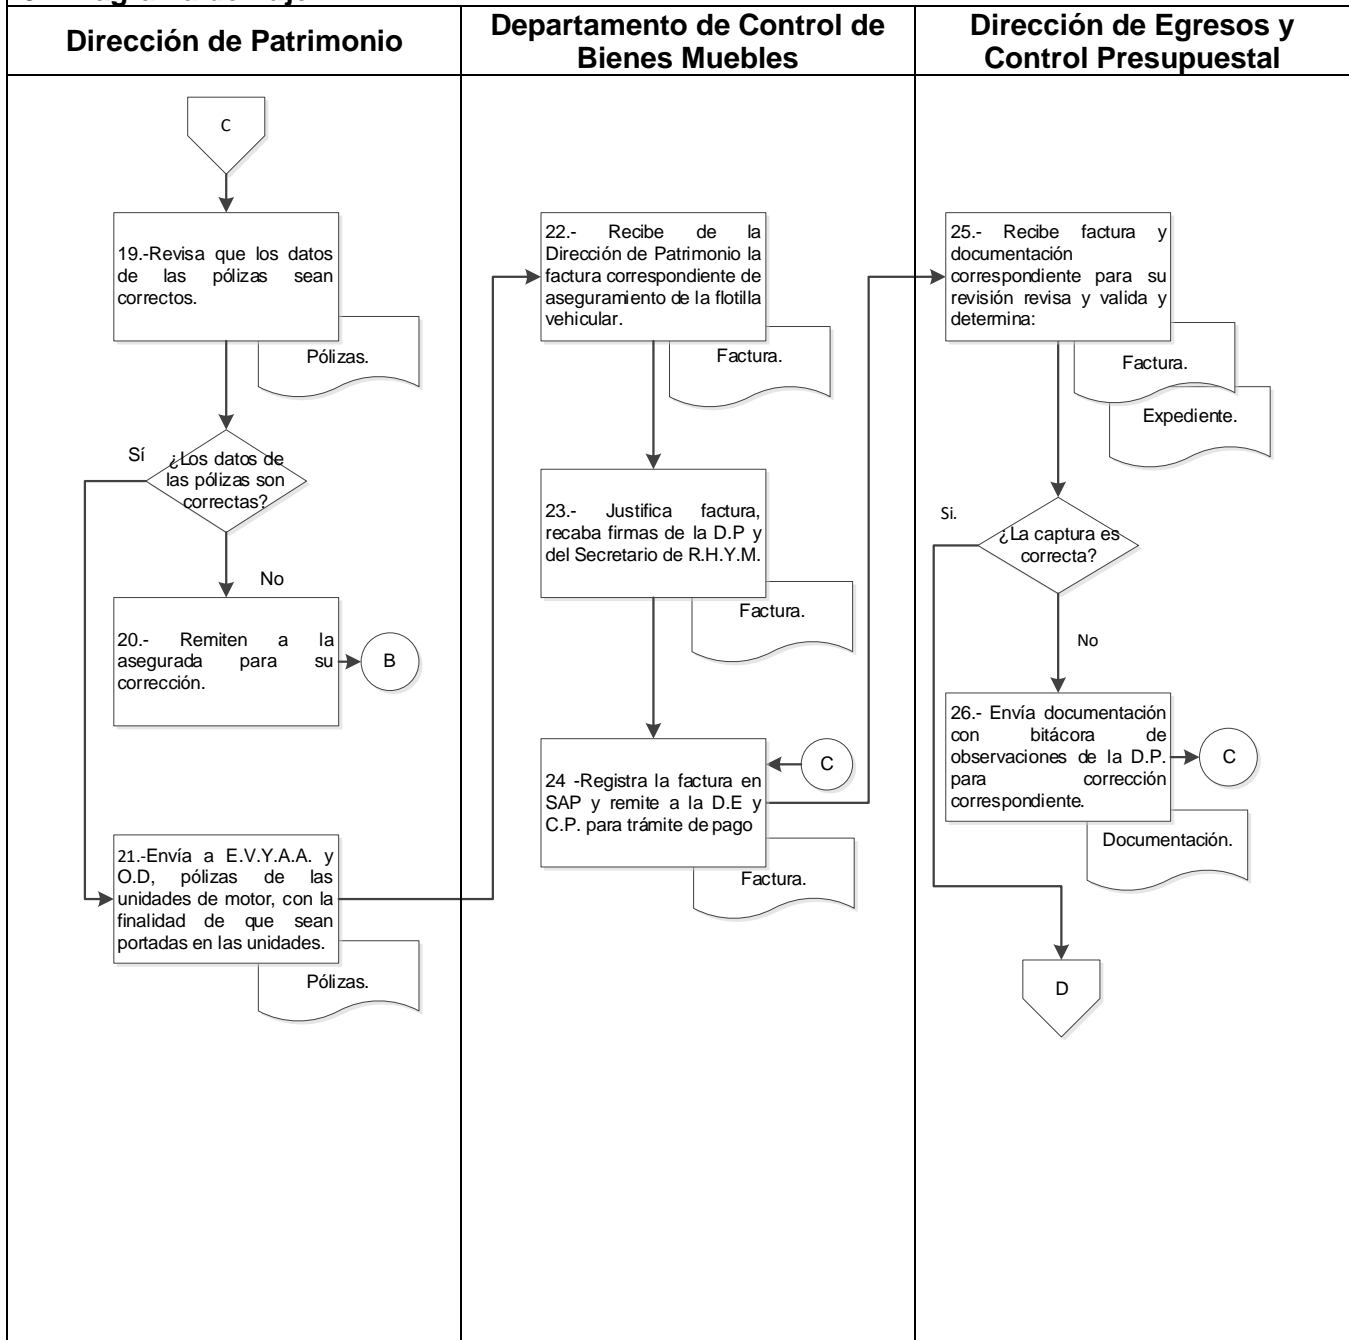 Dirección de Patrimonio
Departamento de Control de
Bienes Muebles
Dirección de Egresos y
Control Presupuestal
C
19.-Revisa que los datos
de las pólizas sean
correctos.
Pólizas.
Sí
¿Los datos de
las pólizas son
correctas?
No
20.- Remiten a la
asegurada para su
corrección.
B
21.-Envía a E.V.Y.A.A. y
O.D, pólizas de las
unidades de motor, con la
finalidad de que sean
portadas en las unidades.
Pólizas.
22.- Recibe de la
Dirección de Patrimonio la
factura correspondiente de
aseguramiento de la flotilla
vehicular.
Factura.
23.- Justifica factura,
recaba firmas de la D.P y
del Secretario de R.H.Y.M.
Factura.
C
24 -Registra la factura en
SAP y remite a la D.E y
C.P. para trámite de pago
Factura.
25.- Recibe factura y
documentación
correspondiente para su
revisión revisa y valida y
determina:
Factura.
Expediente.
Si.
¿La captura es
correcta?
No
26.- Envía documentación
con bitácora de
observaciones de la D.P.
para corrección
correspondiente.
C
Documentación.
D